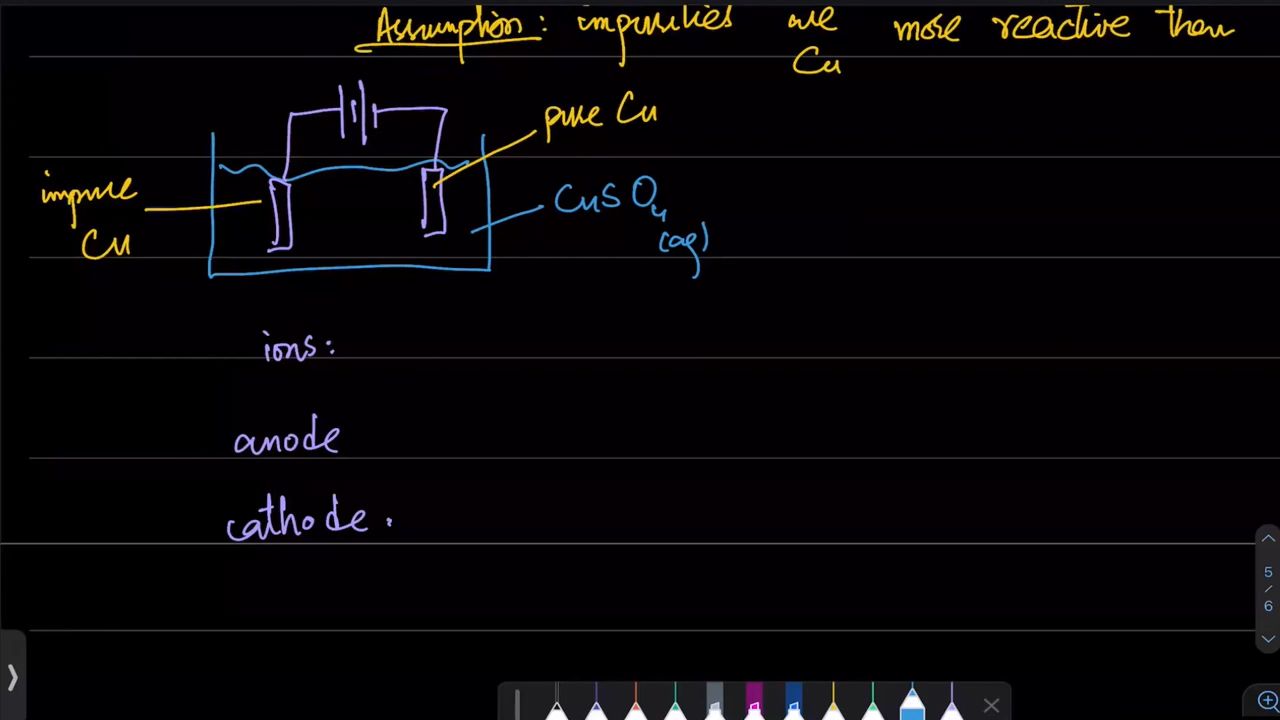 Assumption: impurities are more reactive than
Cu
pure Cu
impure
Cu
CuSO4
(aq)
ions:
anode
cathode.
5
/
6